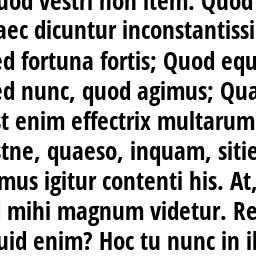 uod vestri non item. Quod
aec dicuntur inconstantissi
ed fortuna fortis; Quod equ
ed nunc, quod agimus; Qua
st enim effectrix multarum
stne, quaeso, inquam, sitie
mus igitur contenti his. At,
mihi magnum videtur. Re
uid enim? Hoc tu nunc in il